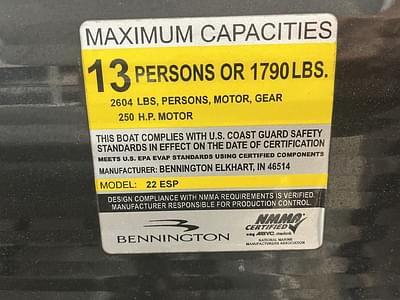 MAXIMUM CAPACITIES
13 PERSONS OR 1790 LBS.
2604 LBS, PERSONS, MOTOR, GEAR
250 H.P. MOTOR
THIS BOAT COMPLIES WITH U.S. COAST GUARD SAFETY
STANDARDS IN EFFECT ON THE DATE OF CERTIFICATION
MEETS U.S. EPA EVAP STANDARDS USING CERTIFIED COMPONENTS
MANUFACTURER: BENNINGTON ELKHART, IN 46514
MODEL: 22 ESP
DESIGN COMPLIANCE WITH NMMA REQUIREMENTS IS VERIFIED.
MANUFACTURER RESPONSIBLE FOR PRODUCTION CONTROL.
BENNINGTON
NMMA
CERTIFIED
NATIONAL MARINE
MANUFACTURERS ASSOCIATION